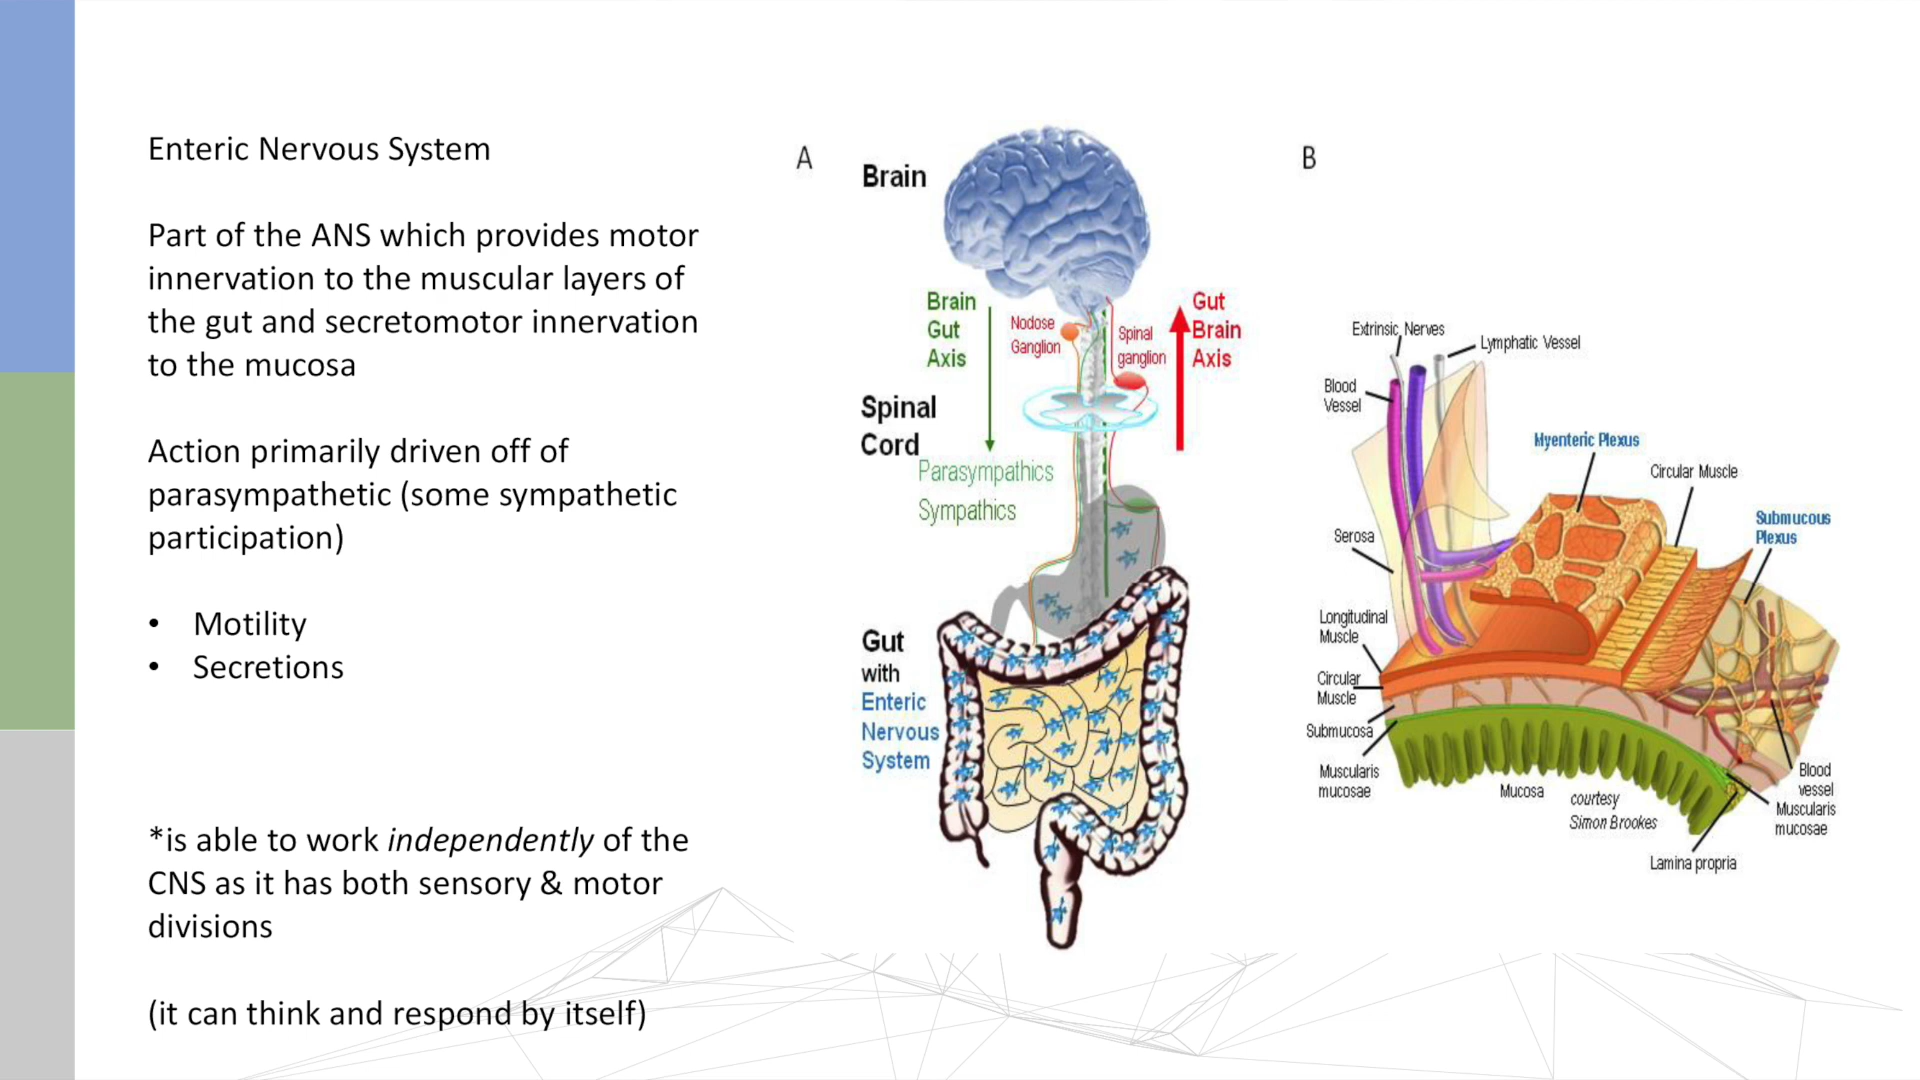 Enteric Nervous System
Part of the ANS which provides motor
innervation to the muscular layers of
the gut and secretomotor innervation
to the mucosa
Action primarily driven off of
parasympathetic (some sympathetic
participation)
• Motility
• Secretions
*is able to work independently of the
CNS as it has both sensory & motor
divisions
(it can think and respond by itself)
A
Brain
Brain
Gut
Axis
Nodose
Ganglion
Spinal
ganglion
Gut
Brain
Axis
Spinal
Cord
Parasympathics
Sympathics
Gut
with
Enteric
Nervous
System
B
Extrinsic Nerves
Lymphatic Vessel
Blood
Vessel
Myenteric Plexus
Circular Muscle
Submucous
Plexus
Serosa
Longitudinal
Muscle
Circular
Muscle
Submucosa
Muscularis
mucosae
Mucosa
courtesy
Simon Brookes
Blood
vessel
Muscularis
mucosae
Lamina propria